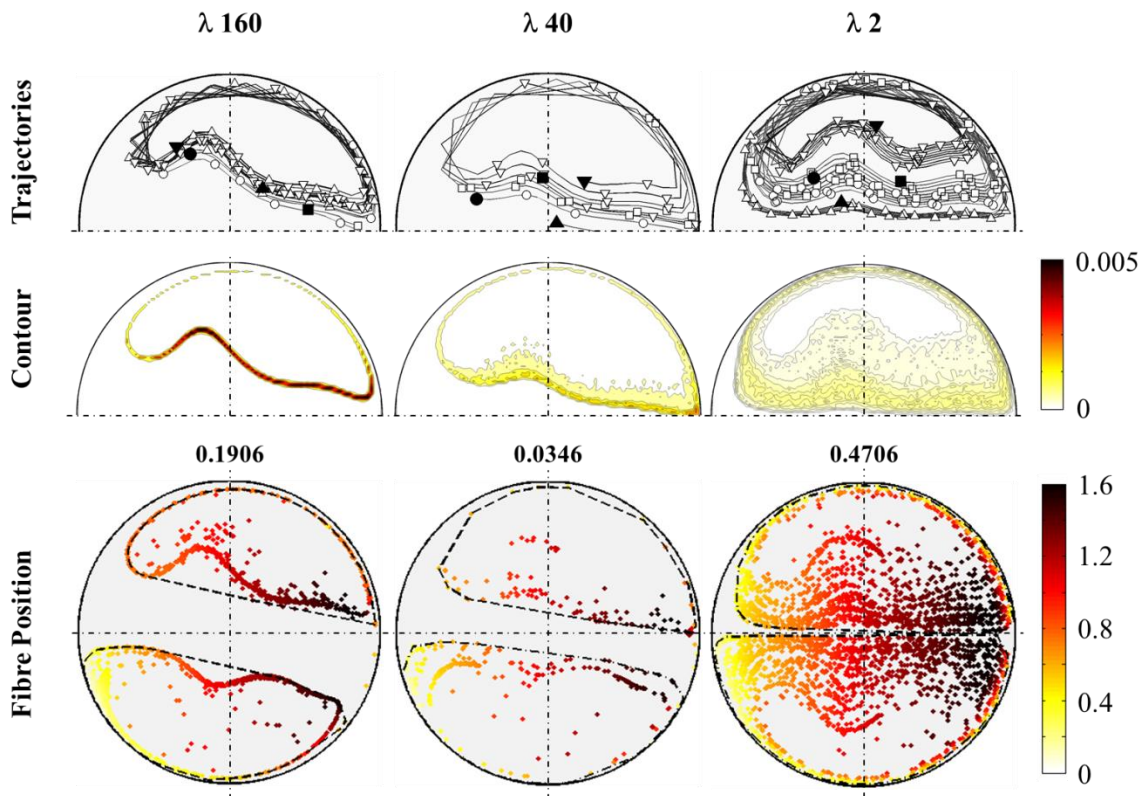 λ 160
λ 40
λ 2
Trajectories
Contour
0.005
0
0.1906
0.0346
0.4706
Fibre Position
1.6
1.2
0.8
0.4
0